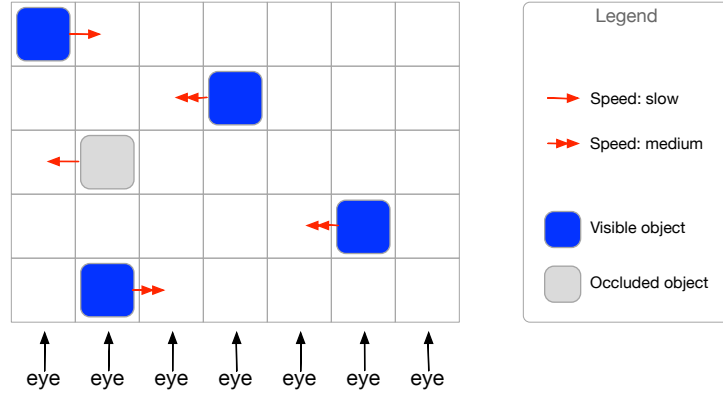 Legend
Speed: slow
Speed: medium
Visible object
Occluded object
eye eye eye eye eye eye eye